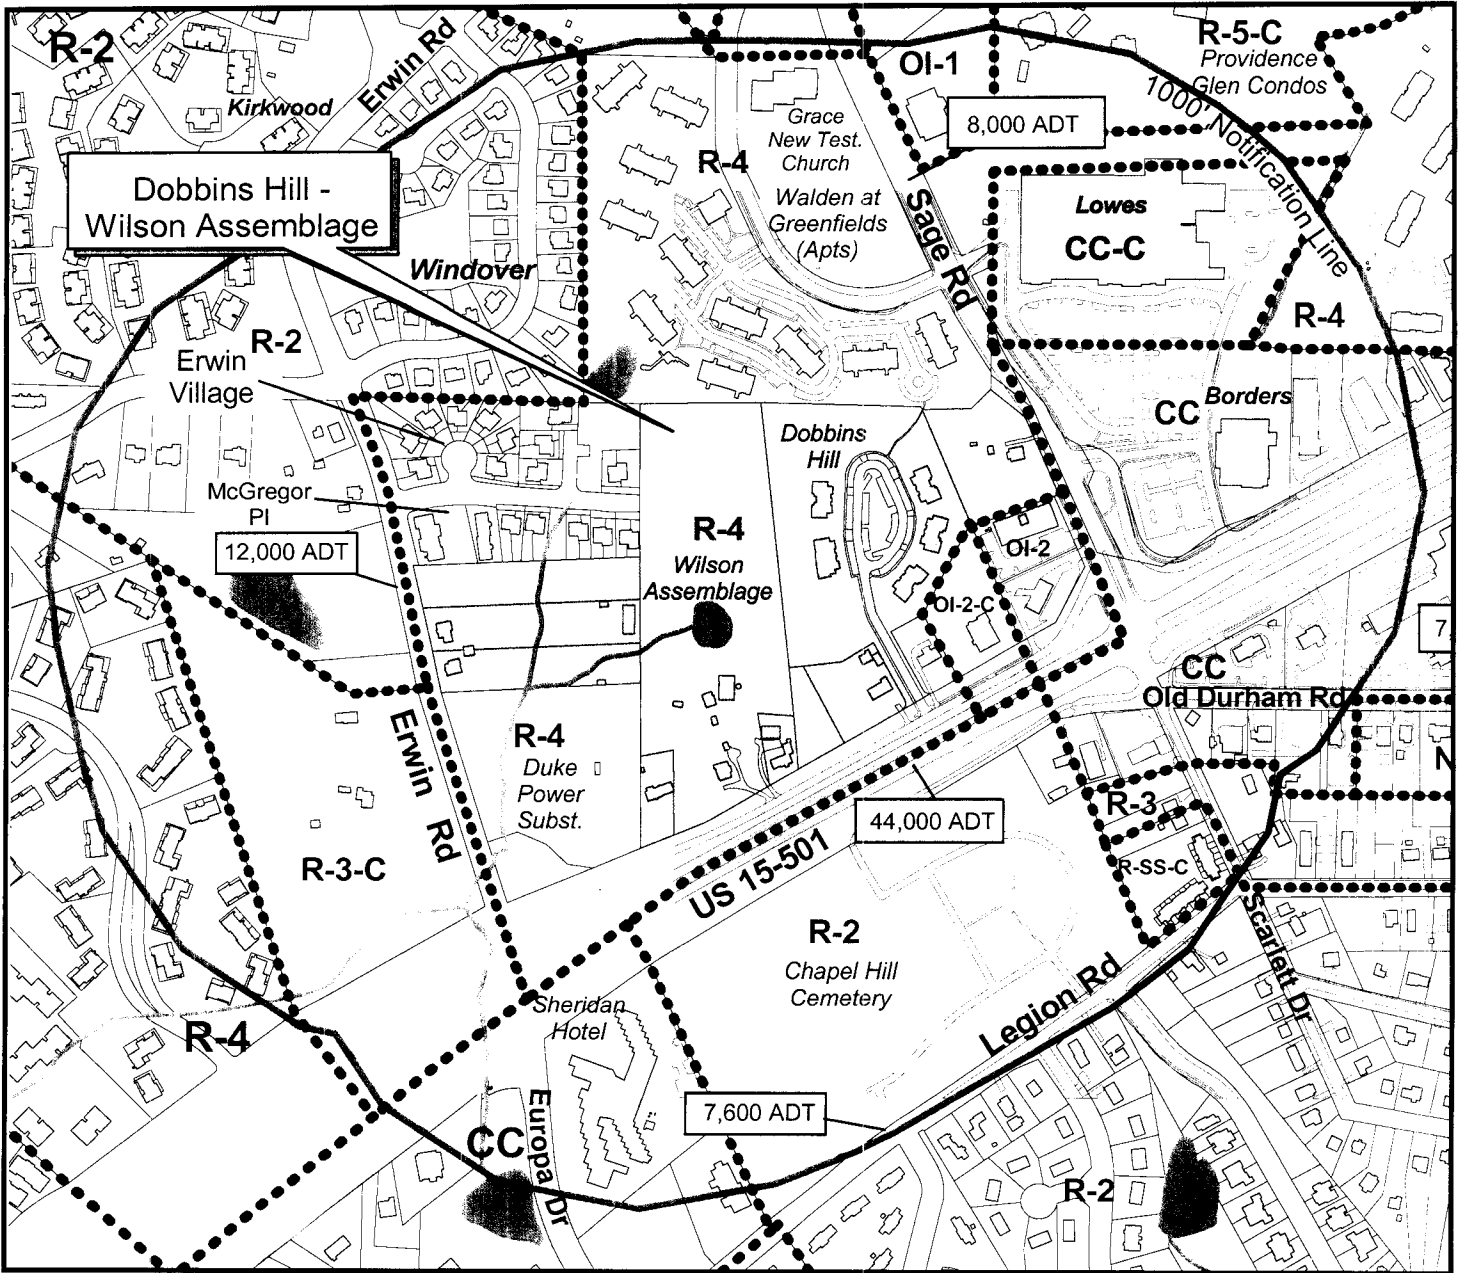 R-2
Erwin Rd
Kirkwood
OI-1
R-5-C
Providence
Glen Condos
1000' Notification Line
8,000 ADT
Grace
New Test.
Church
R-4
Dobbins Hill -
Wilson Assemblage
Walden at
Greenfields
(Apts)
Sage Rd
Lowes
CC-C
Windover
R-4
R-2
Erwin
Village
CC
Borders
Dobbins
Hill
McGregor
Pl
12,000 ADT
R-4
Wilson
Assemblage
OI-2
OI-2-C
7
CC
Old Durham Rd
Erwin Rd
R-4
Duke
Power
Subst.
N
R-3
44,000 ADT
US 15-501
R-3-C
R-SS-C
Scarlett Dr
R-2
Chapel Hill
Cemetery
Legion Rd
Sheridan
Hotel
R-4
7,600 ADT
CC
Europa Dr
R-2